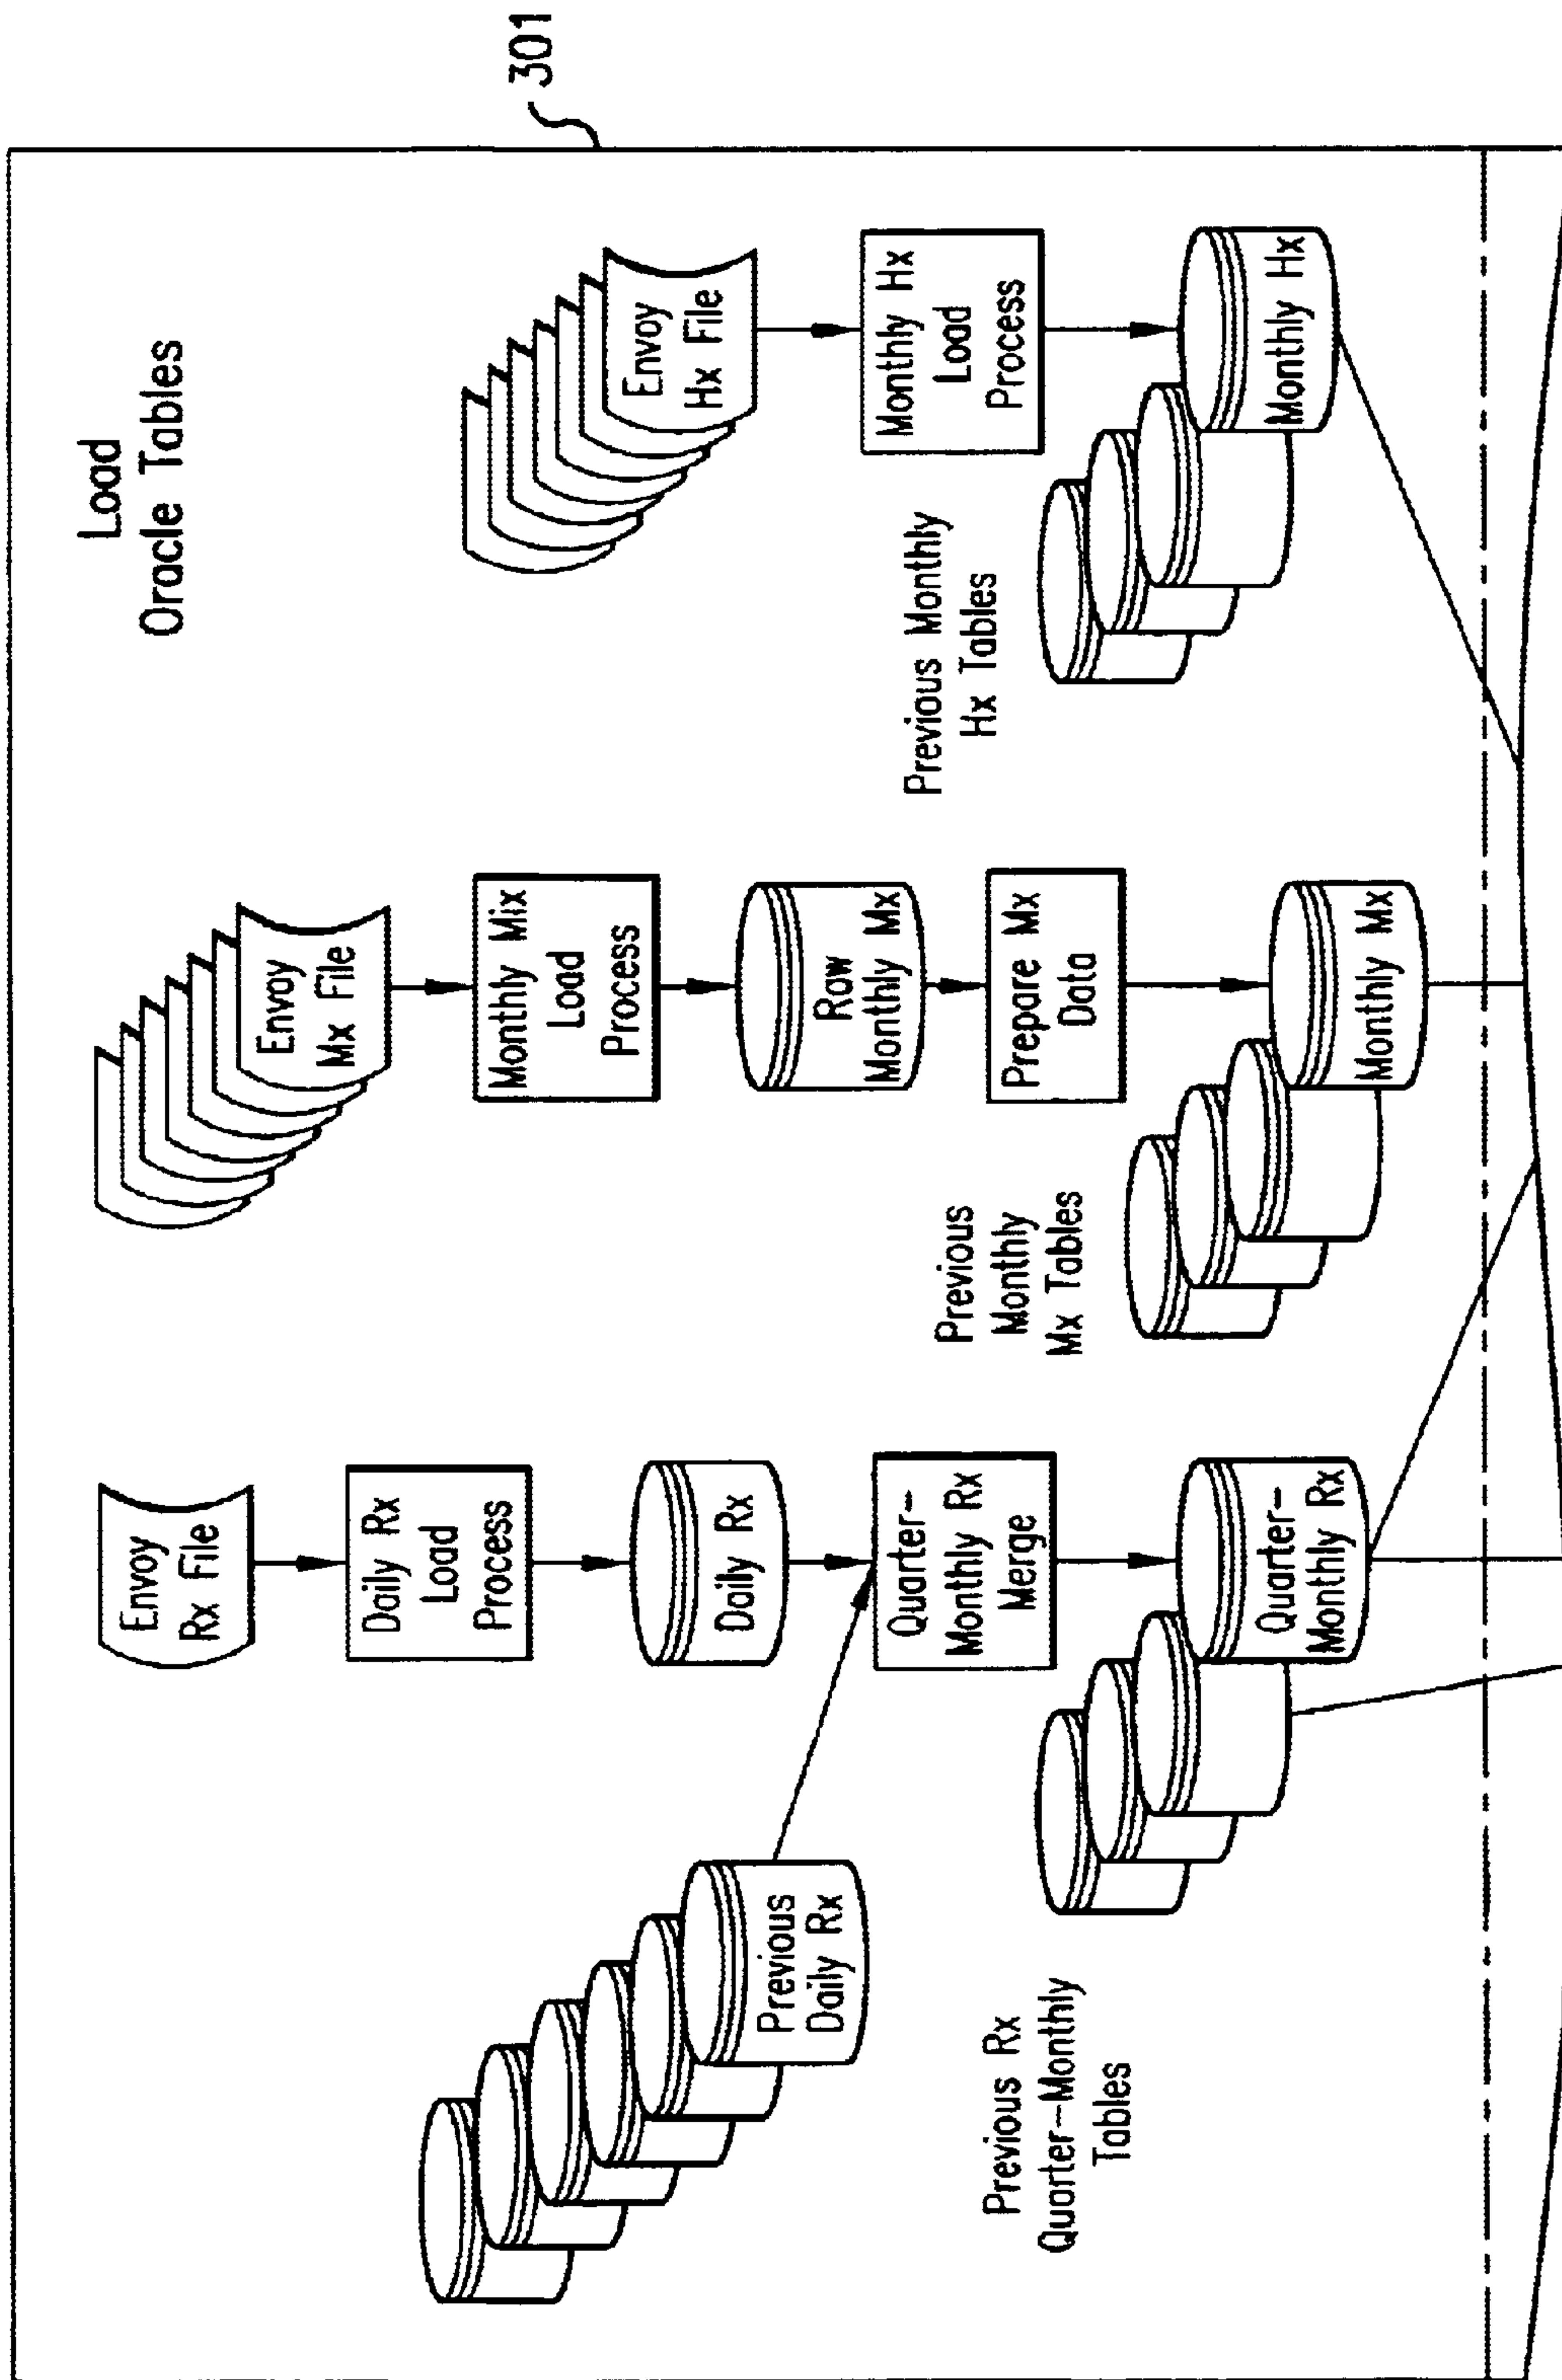 Load
Oracle Tables
301
Envoy
Rx File
Daily Rx
Load
Process
Daily Rx
Previous
Daily Rx
Quarter-
Monthly Rx
Merge
Quarter-
Monthly Rx
Previous Rx
Quarter-Monthly
Tables
Envoy
Mx File
Monthly Mix
Load
Process
Raw
Monthly Mx
Prepare Mx
Data
Monthly Mx
Previous
Monthly
Mx Tables
Envoy
Hx File
Monthly Hx
Load
Process
Monthly Hx
Previous Monthly
Hx Tables